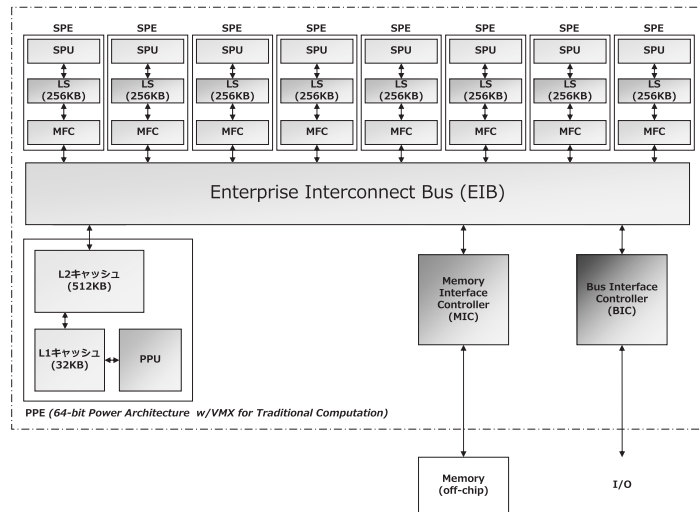 SPE SPE SPE SPE SPE SPE SPE SPE
SPU SPU SPU SPU SPU SPU SPU SPU
LS LS LS LS LS LS LS LS
(256KB) (256KB) (256KB) (256KB) (256KB) (256KB) (256KB) (256KB)
MFC MFC MFC MFC MFC MFC MFC MFC
Enterprise Interconnect Bus (EIB)
L2キャッシュ
(512KB)
L1キャッシュ
(32KB)
PPU
Memory
Interface
Controller
(MIC)
Bus Interface
Controller
(BIC)
PPE (64-bit Power Architecture w/VMX for Traditional Computation)
Memory
(off-chip)
I/O